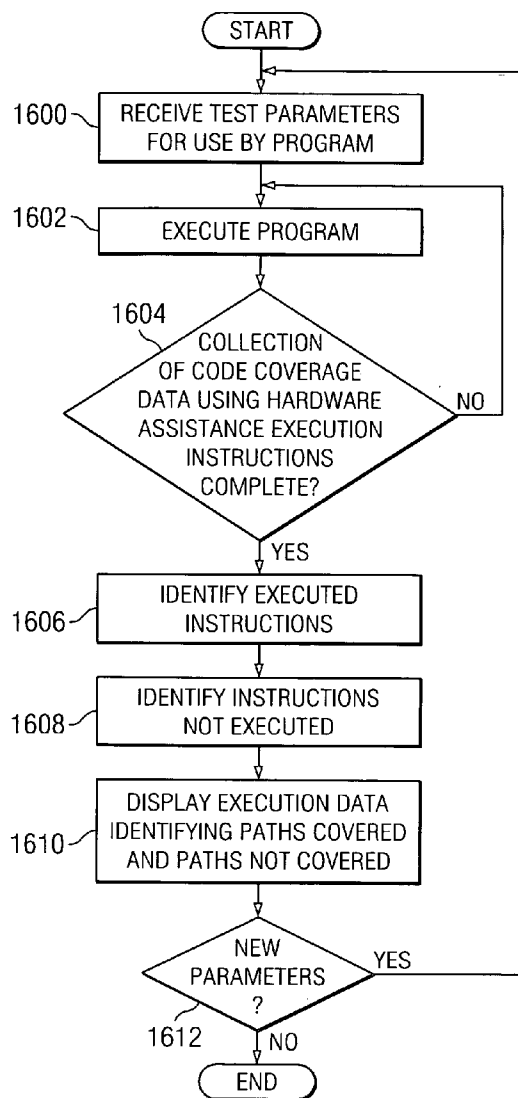 START
1600
RECEIVE TEST PARAMETERS
FOR USE BY PROGRAM
1602
EXECUTE PROGRAM
1604
COLLECTION
OF CODE COVERAGE
DATA USING HARDWARE
ASSISTANCE EXECUTION
INSTRUCTIONS
COMPLETE?
NO
YES
1606
IDENTIFY EXECUTED
INSTRUCTIONS
1608
IDENTIFY INSTRUCTIONS
NOT EXECUTED
1610
DISPLAY EXECUTION DATA
IDENTIFYING PATHS COVERED
AND PATHS NOT COVERED
NEW
PARAMETERS
?
YES
1612
NO
END